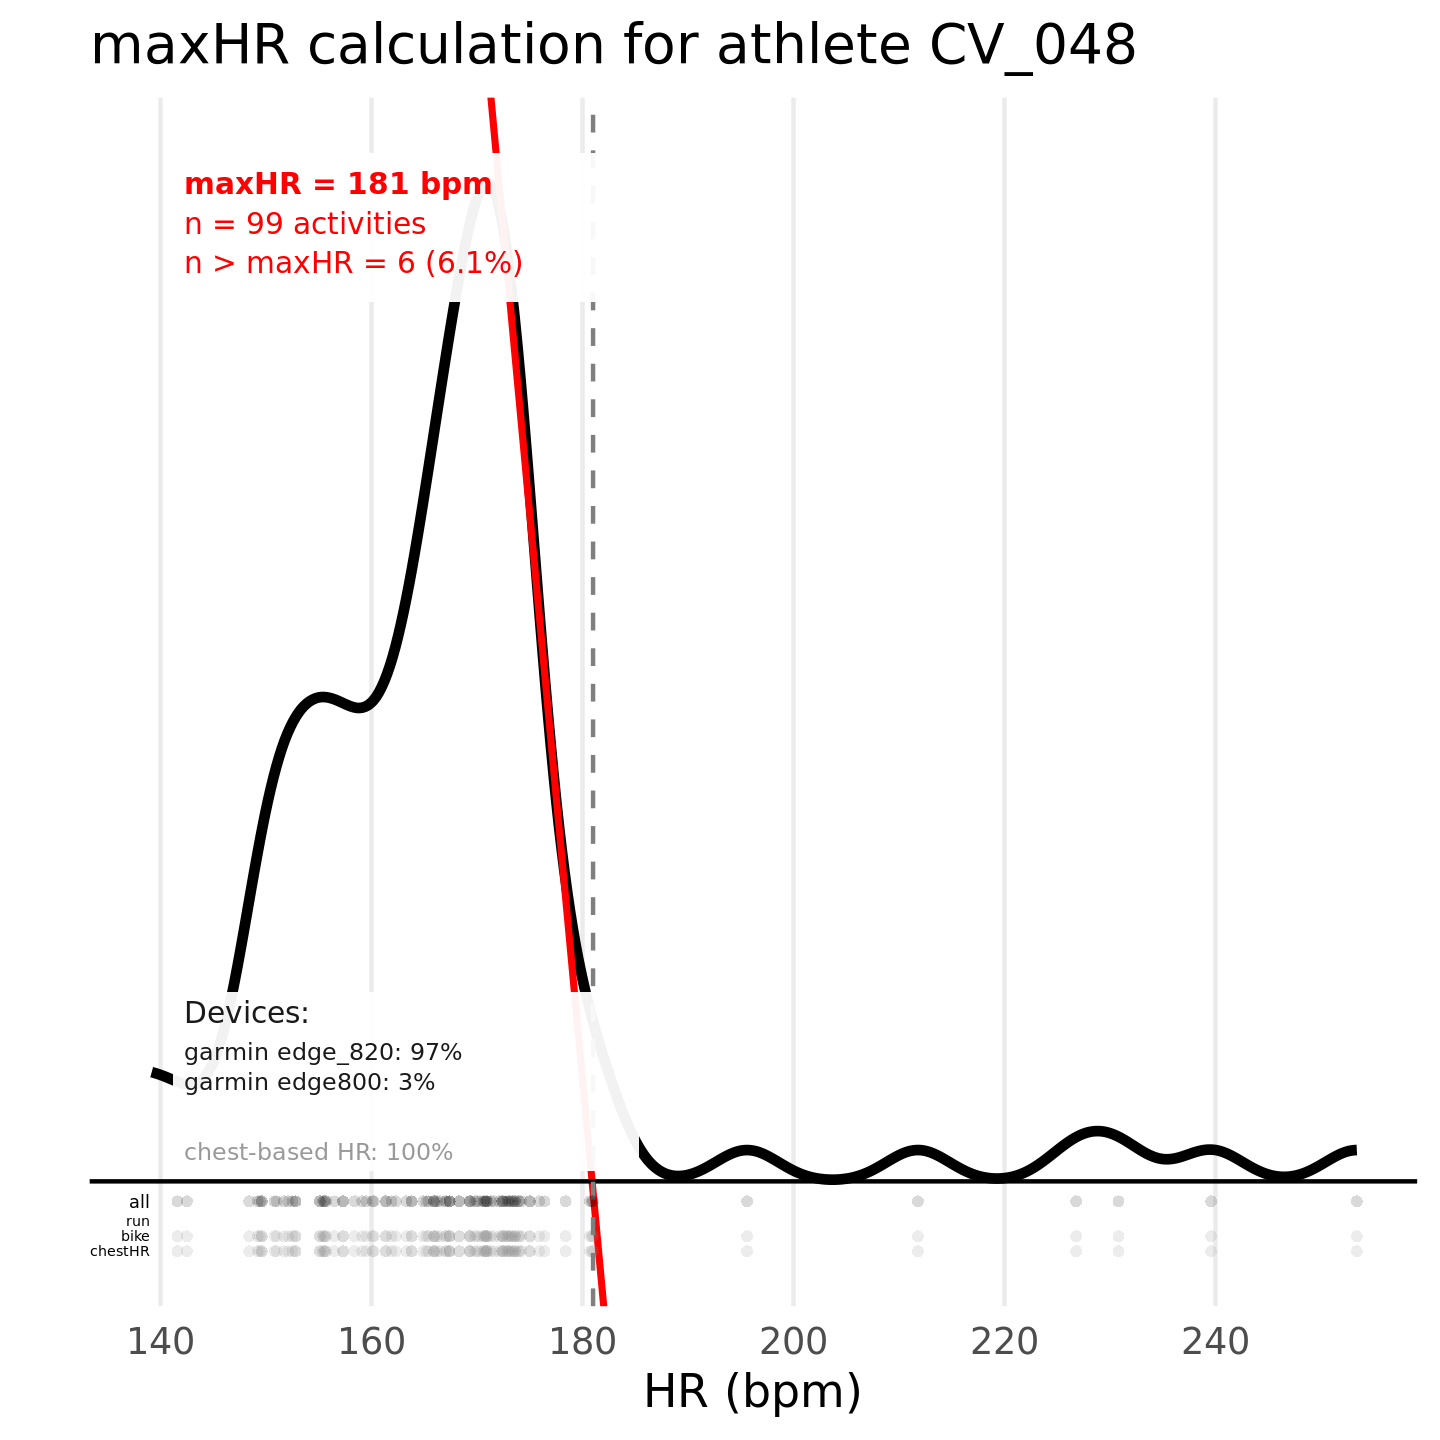 maxHR calculation for athlete CV_048
maxHR = 181 bpm
n = 99 activities
n > maxHR = 6 (6.1%)
Devices:
garmin edge_820: 97%
garmin edge800: 3%
chest-based HR: 100%
all
run
bike
chestHR
140 160 180 200 220 240
HR (bpm)